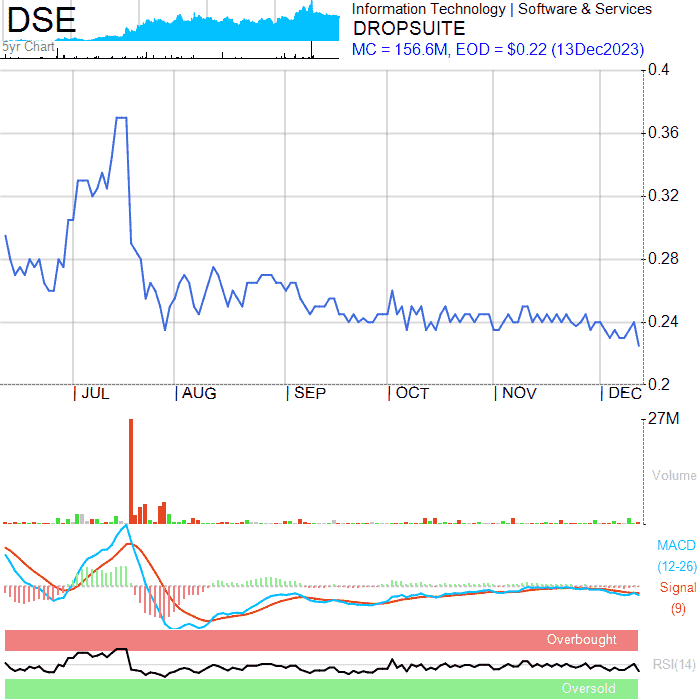 DSE
5yr Chart
Information Technology | Software & Services
DROPSUITE
MC = 156.6M, EOD = $0.22 (13Dec2023)
0.4
0.36
0.32
0.28
0.24
0.2
| JUL | AUG | SEP | OCT | NOV | DEC
27M
Volume
MACD
(12-26)
Signal
(9)
Overbought
RSI(14)
Oversold